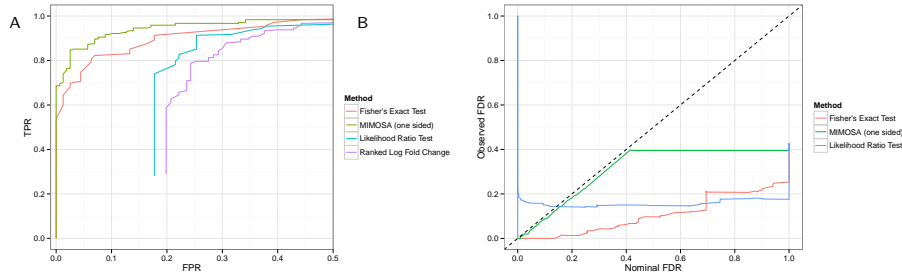 A
1.0
0.8
0.6
0.4
0.2
0.0
TPR
0.0
0.1
0.2
0.3
0.4
0.5
FPR
Method
Fisher's Exact Test
MIMOSA (one sided)
Likelihood Ratio Test
Ranked Log Fold Change
B
1.0
0.8
0.6
0.4
0.2
0.0
Observed FDR
0.0
0.2
0.4
0.6
0.8
1.0
Nominal FDR
Method
Fisher's Exact Test
MIMOSA (one sided)
Likelihood Ratio Test